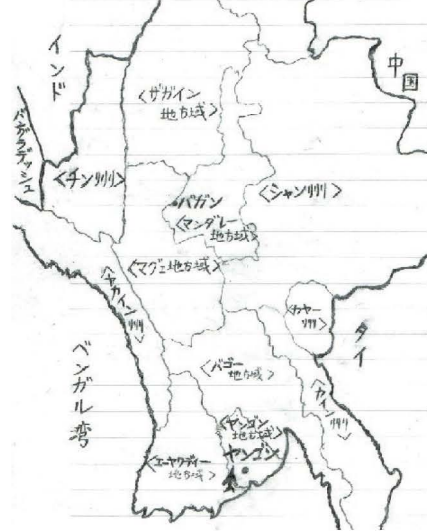 インド
中国
バングラデッシュ
<ザガイン
地方域>
<チン州>
<シャン州>
バガン
<マンダレー
地方域>
<マグェ地方域>
<ヤカイン州>
<カヤー
州>
タイ
ベンガル湾
<バゴー
地方域>
<カイン州>
<ヤンゴン
地方域>
ヤンゴン
<エーヤワディー
地方域>